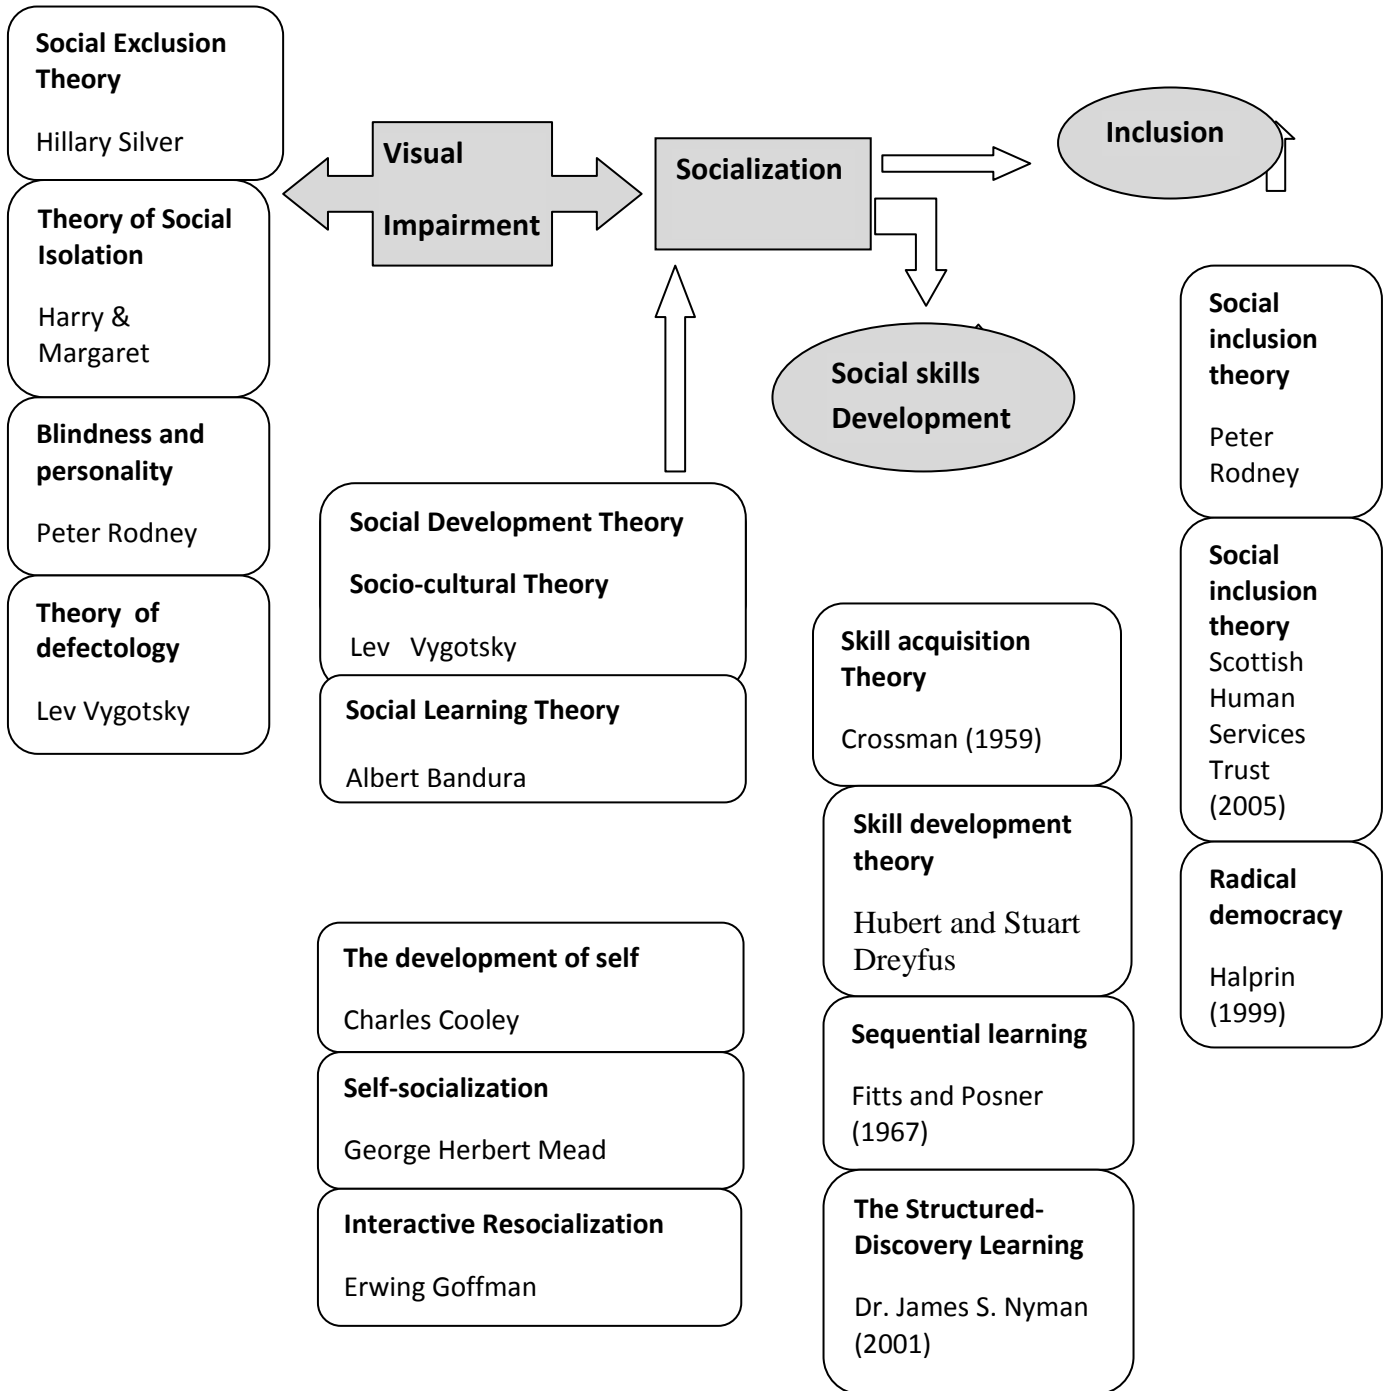 Social Exclusion
Theory
Hillary Silver
Theory of Social
Isolation
Harry &
Margaret
Blindness and
personality
Peter Rodney
Theory of
defectology
Lev Vygotsky
Visual
Impairment
Socialization
Inclusion
Social skills
Development
Social Development Theory
Socio-cultural Theory
Lev Vygotsky
Social Learning Theory
Albert Bandura
The development of self
Charles Cooley
Self-socialization
George Herbert Mead
Interactive Resocialization
Erwing Goffman
Skill acquisition
Theory
Crossman (1959)
Skill development
theory
Hubert and Stuart
Dreyfus
Sequential learning
Fitts and Posner
(1967)
The Structured-
Discovery Learning
Dr. James S. Nyman
(2001)
Social
inclusion
theory
Peter
Rodney
Social
inclusion
theory
Scottish
Human
Services
Trust
(2005)
Radical
democracy
Halprin
(1999)